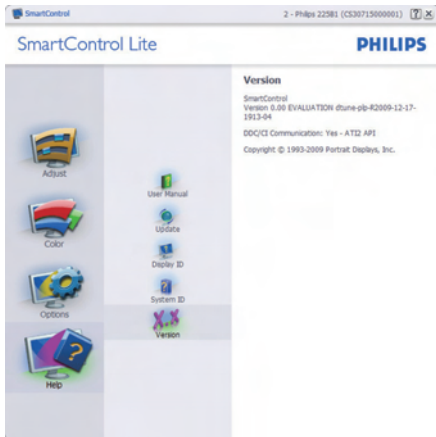 SmartControl
2 - Philips 225B1 (CS30715000001)
SmartControl Lite
PHILIPS
Version
SmartControl
Version 0.00 EVALUATION dtune-plp-R2009-12-17-
1913-04
DDC/CI Communication: Yes - ATI2 API
Copyright © 1993-2009 Portrait Displays, Inc.
Adjust
Color
Options
Help
User Manual
Update
Display ID
System ID
Version